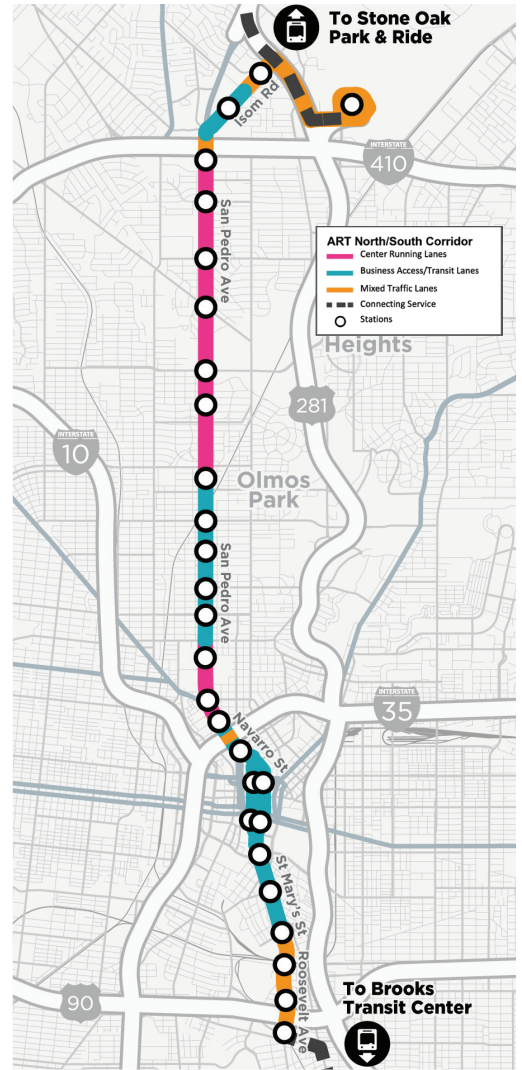 To Stone Oak
Park & Ride
Isom Rd
INTERSTATE
410
San Pedro Ave
ART North/South Corridor
Center Running Lanes
Business Access/Transit Lanes
Mixed Traffic Lanes
Connecting Service
Stations
Heights
281
INTERSTATE
10
Olmos
Park
San Pedro Ave
INTERSTATE
35
Navarro St
St Mary's St
Roosevelt Ave
90
To Brooks
Transit Center